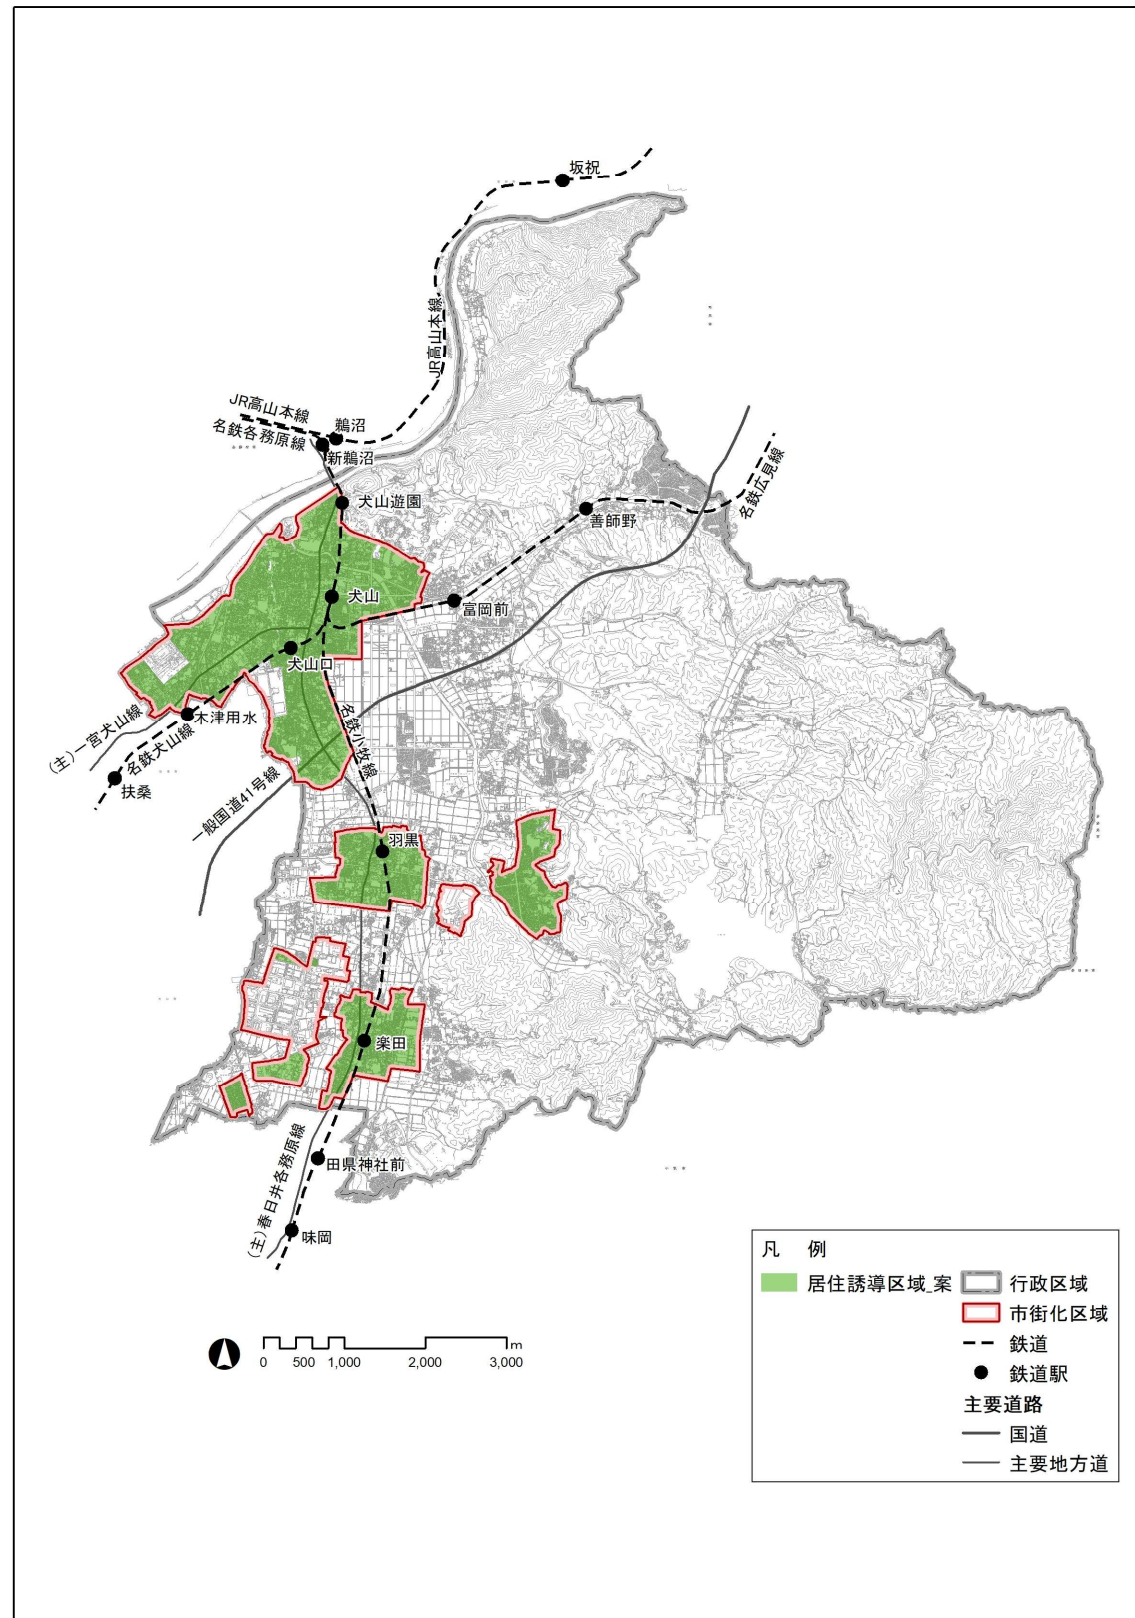 坂祝
JR高山本線
JR高山本線
名鉄各務原線
鵜沼
新鵜沼
犬山遊園
名鉄広見線
善師野
犬山
富岡前
犬山口
木津用水
(主)一宮犬山線
名鉄犬山線
扶桑
名鉄小牧線
一般国道41号線
羽黒
楽田
田県神社前
(主)春日井各務原線
味岡
凡 例
居住誘導区域_案
行政区域
市街化区域
鉄道
鉄道駅
主要道路
国道
主要地方道
0 500 1,000 2,000 3,000 m